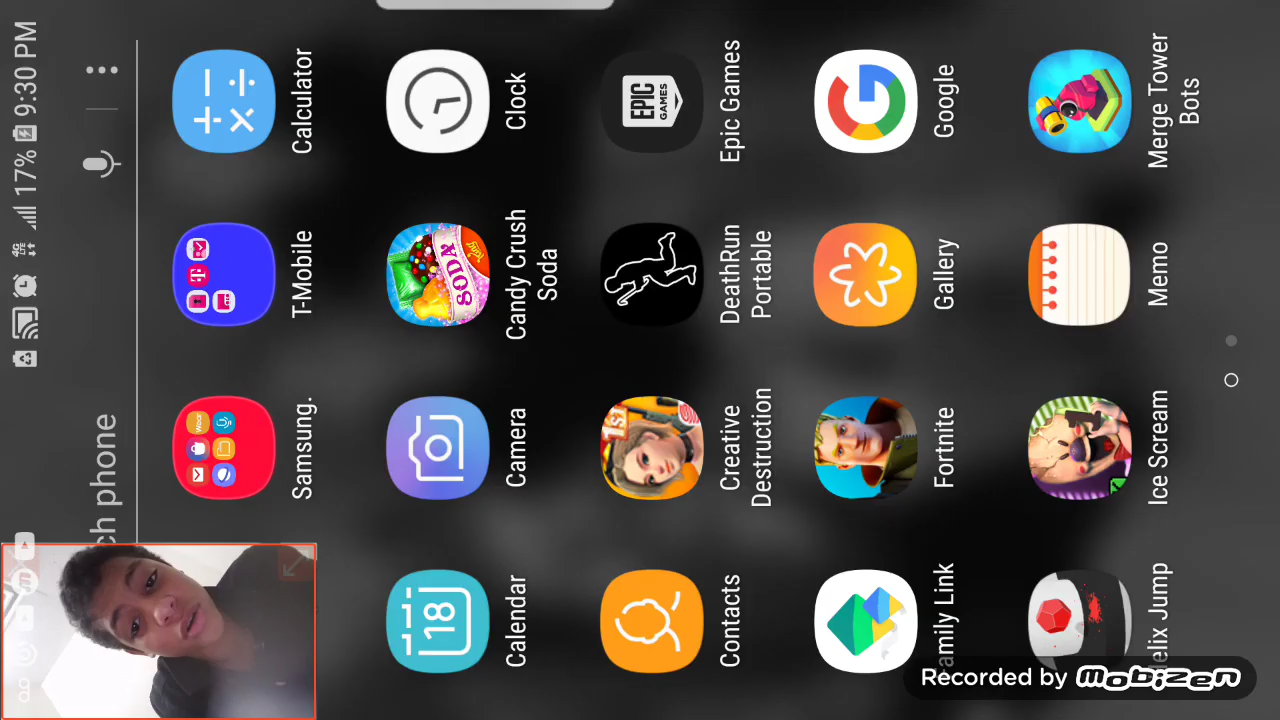 17% 9:30 PM
ch phone
Samsung.
T-Mobile
Calculator
Calendar
18
Camera
Candy Crush
Soda
SODA
Clock
Contacts
Creative
Destruction
1ST
DeathRun
Portable
Epic Games
EPIC
GAMES
Family Link
Fortnite
Gallery
Google
G
elix Jump
Ice Scream
Memo
Merge Tower
Bots
Recorded by mobizen